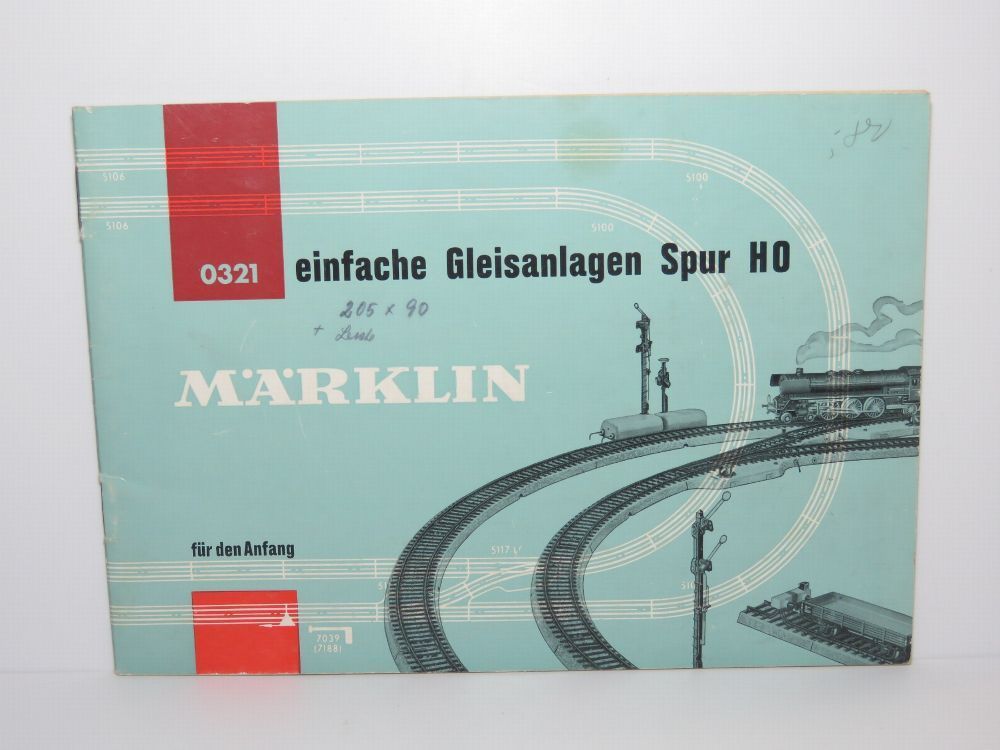 5106
5100
5106
5100
0321 einfache Gleisanlagen Spur HO
205 x 90
+
MÄRKLIN
für den Anfang
5117
7039
(7188)